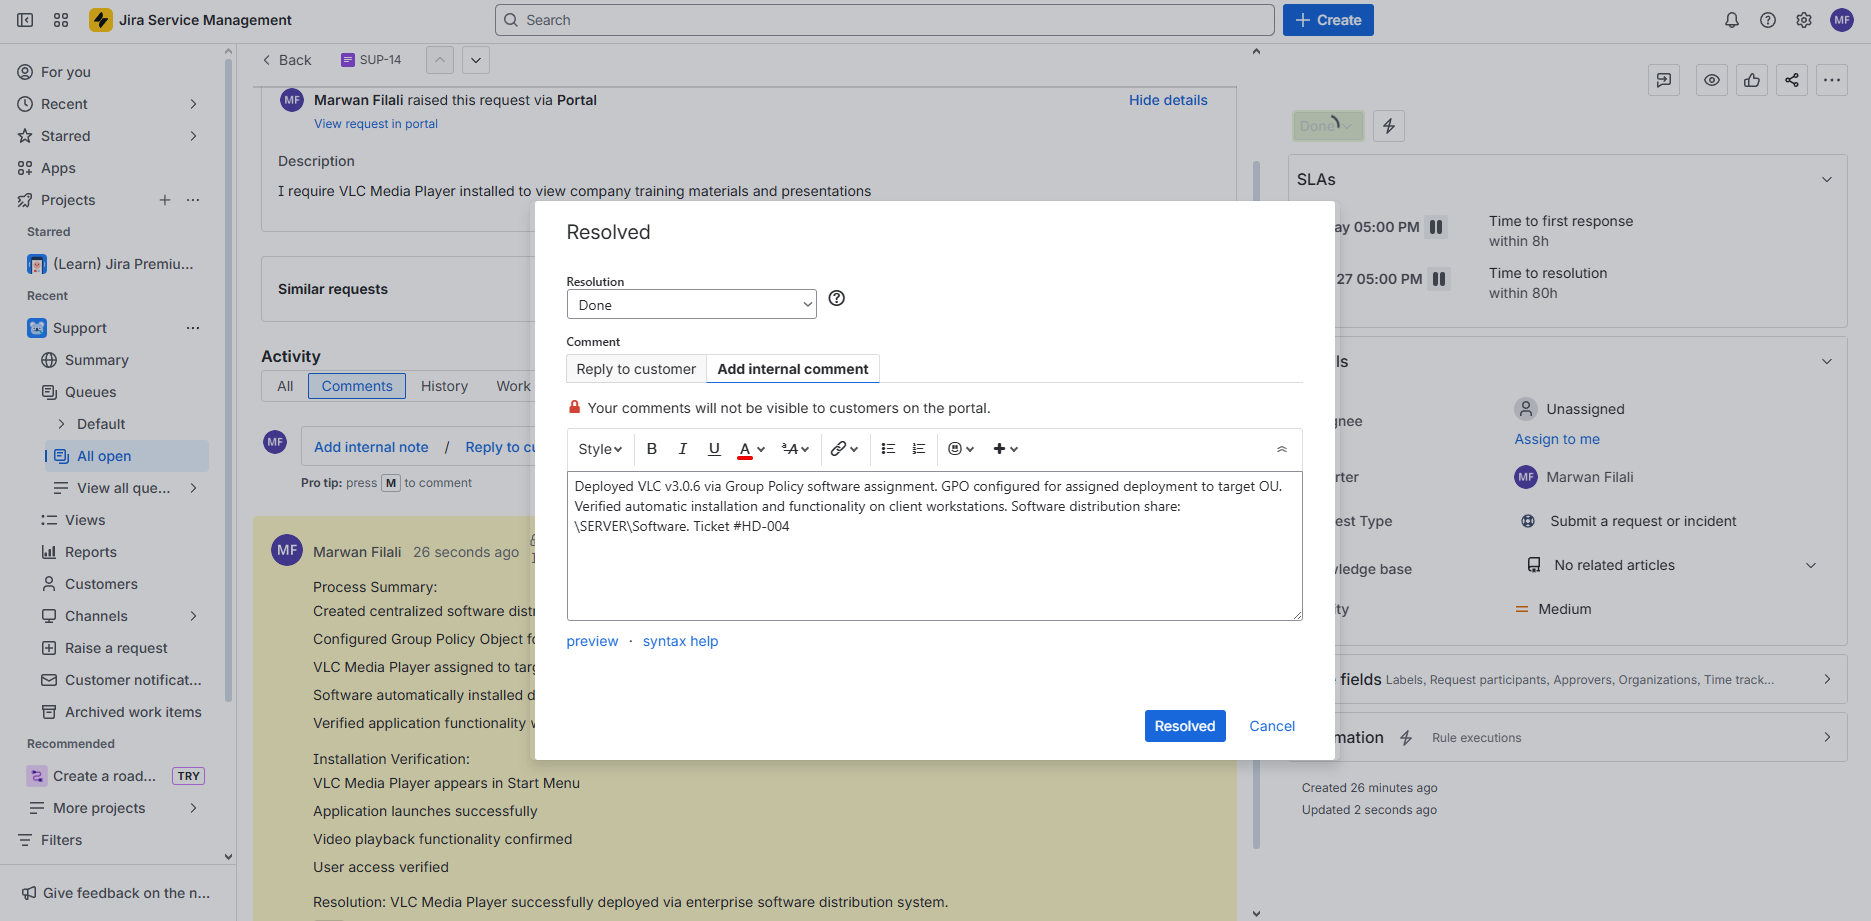 Jira Service Management
Search
Create
MF
For you
Recent
Starred
Apps
Projects
Starred
(Learn) Jira Premiu...
Recent
Support
Summary
Queues
Default
All open
View all que...
Views
Reports
Customers
Channels
Raise a request
Customer notificat...
Archived work items
Recommended
Create a road... TRY
More projects
Filters
Give feedback on the n...
Back
SUP-14
MF Marwan Filali raised this request via Portal
Hide details
View request in portal
Description
I require VLC Media Player installed to view company training materials and presentations
Similar requests
Activity
All Comments History Work
MF Add internal note / Reply to cu
Pro tip: press M to comment
MF Marwan Filali 26 seconds ago
Process Summary:
Created centralized software distr
Configured Group Policy Object fo
VLC Media Player assigned to targ
Software automatically installed d
Verified application functionality w
Installation Verification:
VLC Media Player appears in Start Menu
Application launches successfully
Video playback functionality confirmed
User access verified
Resolution: VLC Media Player successfully deployed via enterprise software distribution system.
Resolved
Resolution
Done
Comment
Reply to customer
Add internal comment
Your comments will not be visible to customers on the portal.
Style B I U A ªA
Deployed VLC v3.0.6 via Group Policy software assignment. GPO configured for assigned deployment to target OU.
Verified automatic installation and functionality on client workstations. Software distribution share:
\SERVER\Software. Ticket #HD-004
preview · syntax help
Resolved
Cancel
Done
SLAs
ay 05:00 PM
Time to first response
within 8h
27 05:00 PM
Time to resolution
within 80h
ls
nee
Unassigned
Assign to me
rter
MF Marwan Filali
est Type
Submit a request or incident
vledge base
No related articles
ty
Medium
fields Labels, Request participants, Approvers, Organizations, Time track...
mation Rule executions
Created 26 minutes ago
Updated 2 seconds ago